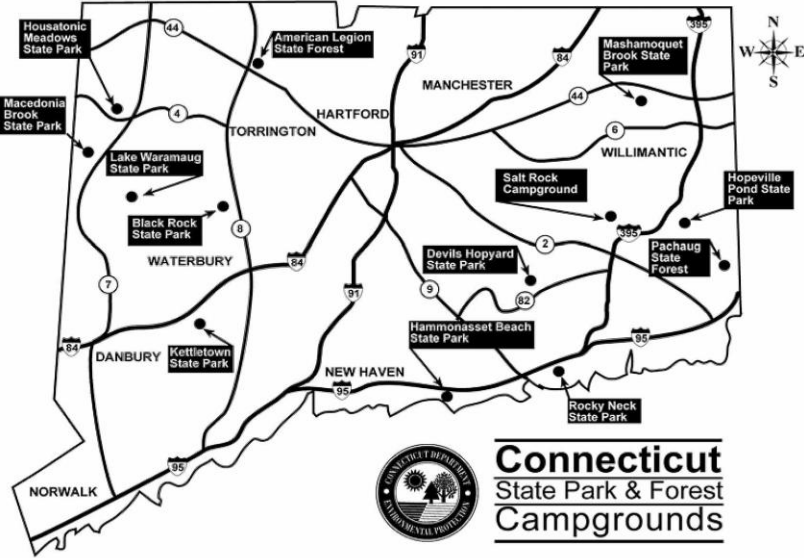 Housatonic
Meadows
State Park
44
American Legion
State Forest
91
84
395
Mashamoquet
Brook State
Park
N
W
E
S
MANCHESTER
44
Macedonia
Brook
State Park
4
HARTFORD
TORRINGTON
6
WILLIMANTIC
Lake Waramaug
State Park
Salt Rock
Campground
Hopeville
Pond State
Park
Black Rock
State Park
8
395
2
Pachaug
State
Forest
WATERBURY
84
Devils Hopyard
State Park
7
91
9
82
Hammonasset Beach
State Park
95
84
DANBURY
Kettletown
State Park
NEW HAVEN
95
Rocky Neck
State Park
95
NORWALK
CONNECTICUT DEPARTMENT
ENVIRONMENTAL PROTECTION
Connecticut
State Park & Forest
Campgrounds